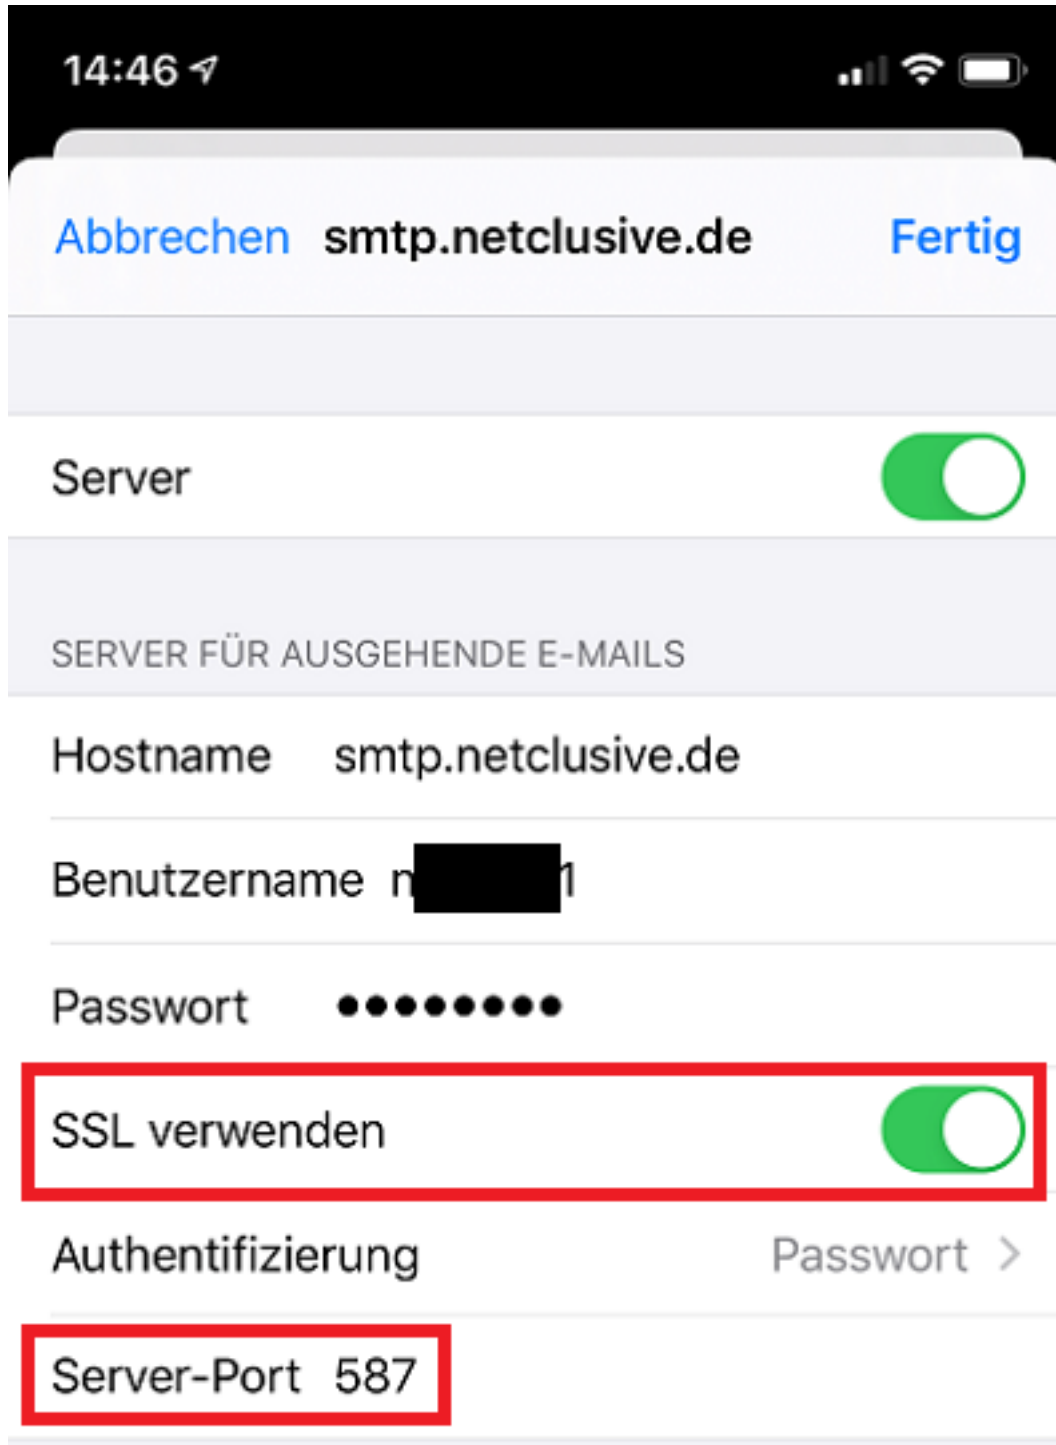 14:46
Abbrechen smtp.netclusive.de Fertig
Server
SERVER FÜR AUSGEHENDE E-MAILS
Hostname smtp.netclusive.de
Benutzername n 1
Passwort ••••••••
SSL verwenden
Authentifizierung Passwort >
Server-Port 587